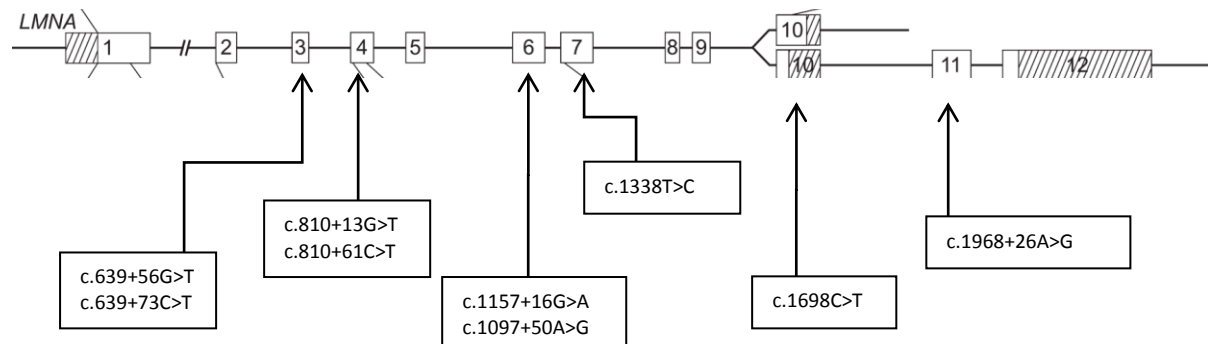 LMNA
1
2
3
4
5
6
7
8
9
10
10
11
12
c.639+56G>T
c.639+73C>T
c.810+13G>T
c.810+61C>T
c.1157+16G>A
c.1097+50A>G
c.1338T>C
c.1698C>T
c.1968+26A>G